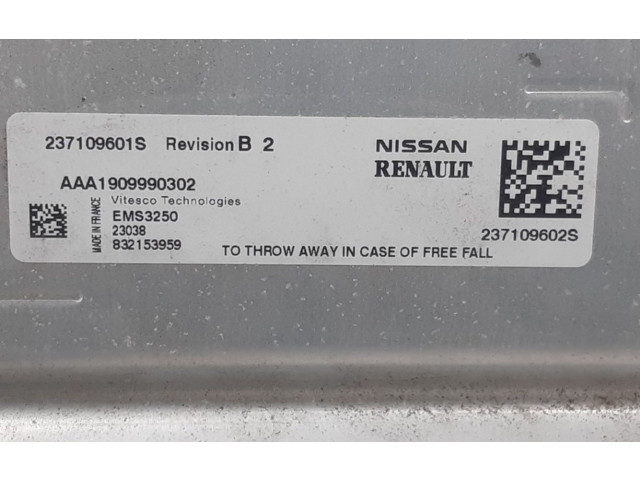 237109601S Revision B 2
NISSAN
RENAULT
AAA1909990302
Vitesco Technologies
EMS3250
23038
832153959
MADE IN FRANCE
237109602S
TO THROW AWAY IN CASE OF FREE FALL